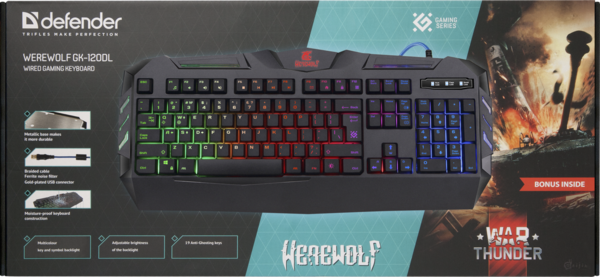 defender
TRIPLES MAKE PERFECTION
WEREWOLF GK-120DL
WIRED GAMING KEYBOARD
GAMING
SERIES
Metallic base makes
it more durable
Braided cable
Ferrite noise filter
Gold-plated USB connector
Moisture-proof keyboard
construction
Multicolour
key and symbol backlight
Adjustable brightness
of the backlight
19 Anti-Ghosting keys
WEREWOLF
WEREWOLF
BONUS INSIDE
WAR
THUNDER